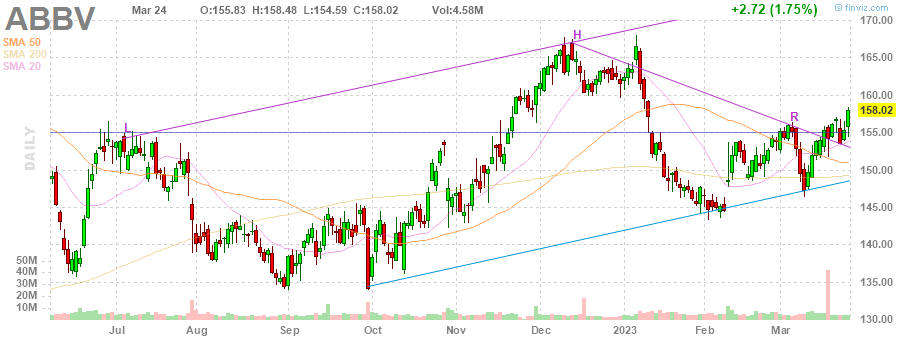 ABBV Mar 24 O:155.83 H:158.48 L:154.59 C:158.02 Vol:4.58M +2.72 (1.75%) finviz.com
SMA 50
SMA 200
SMA 20
DAILY
L
H
R
170.00
165.00
160.00
158.02
155.00
150.00
145.00
140.00
135.00
130.00
50M
40M
30M
20M
10M
Jul Aug Sep Oct Nov Dec 2023 Feb Mar